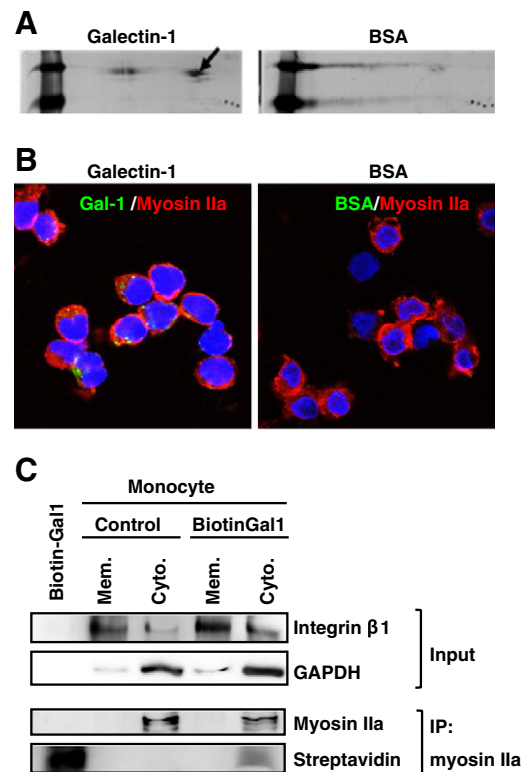 A
Galectin-1 BSA
B
Galectin-1 BSA
Gal-1 /Myosin IIa BSA/Myosin IIa
C
Biotin-Gal1
Monocyte
Control BiotinGal1
Mem. Cyto. Mem. Cyto.
Integrin β1
GAPDH
Input
Myosin IIa
Streptavidin
IP:
myosin IIa